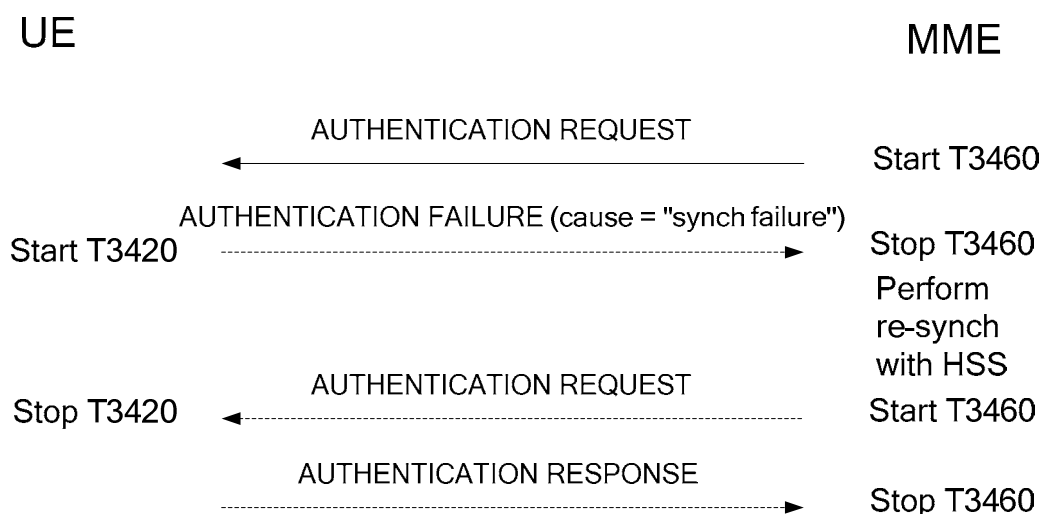 UE
MME
AUTHENTICATION REQUEST
Start T3460
AUTHENTICATION FAILURE (cause = "synch failure")
Start T3420
Stop T3460
Perform
re-synch
with HSS
AUTHENTICATION REQUEST
Stop T3420
Start T3460
AUTHENTICATION RESPONSE
Stop T3460